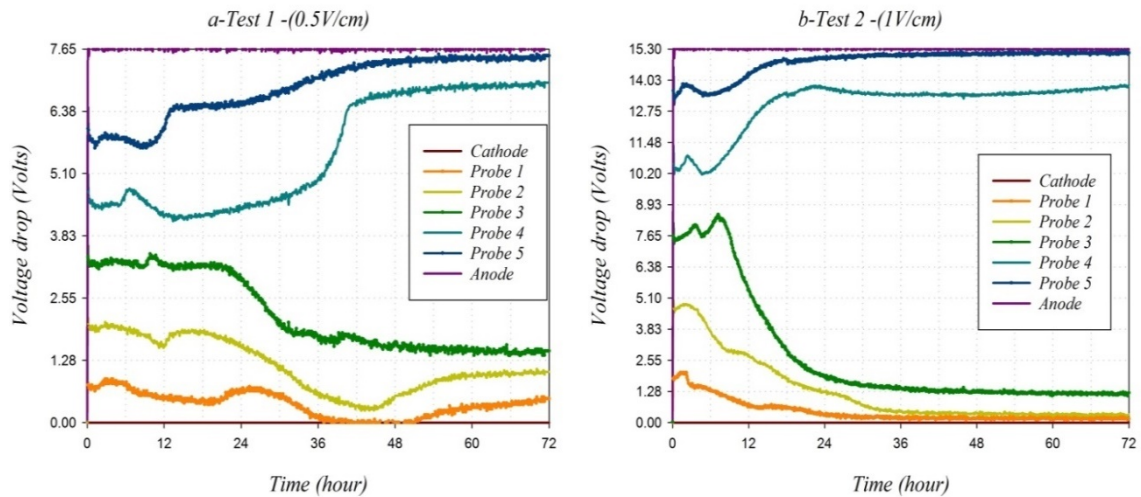 a-Test 1 -(0.5V/cm)
7.65
6.38
5.10
3.83
2.55
1.28
0.00
Voltage drop (Volts)
0 12 24 36 48 60 72
Time (hour)
Cathode
Probe 1
Probe 2
Probe 3
Probe 4
Probe 5
Anode
b-Test 2 -(1V/cm)
15.30
14.03
12.75
11.48
10.20
8.93
7.65
6.38
5.10
3.83
2.55
1.28
0.00
Voltage drop (Volts)
0 12 24 36 48 60 72
Time (hour)
Cathode
Probe 1
Probe 2
Probe 3
Probe 4
Probe 5
Anode